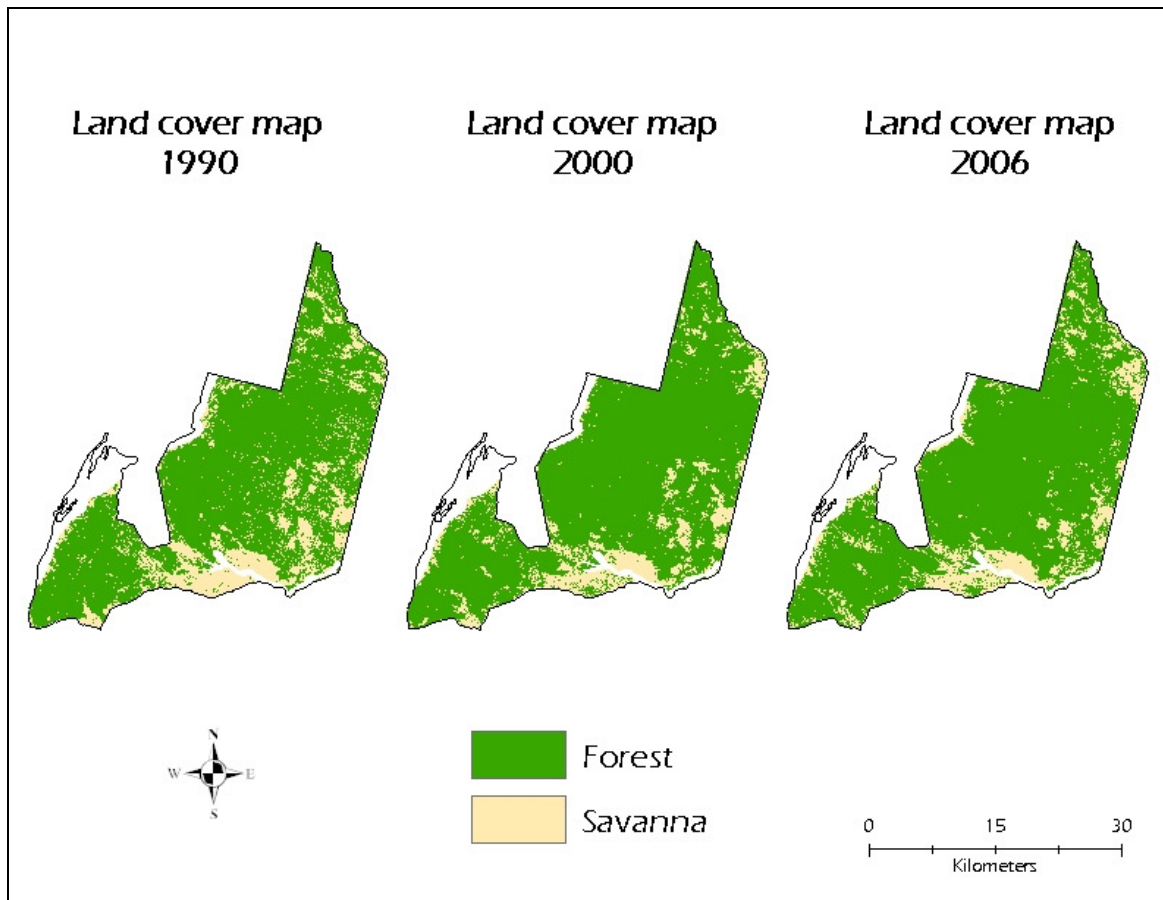 Land cover map
1990
Land cover map
2000
Land cover map
2006
N
W
E
S
Forest
Savanna
0
15
30
Kilometers